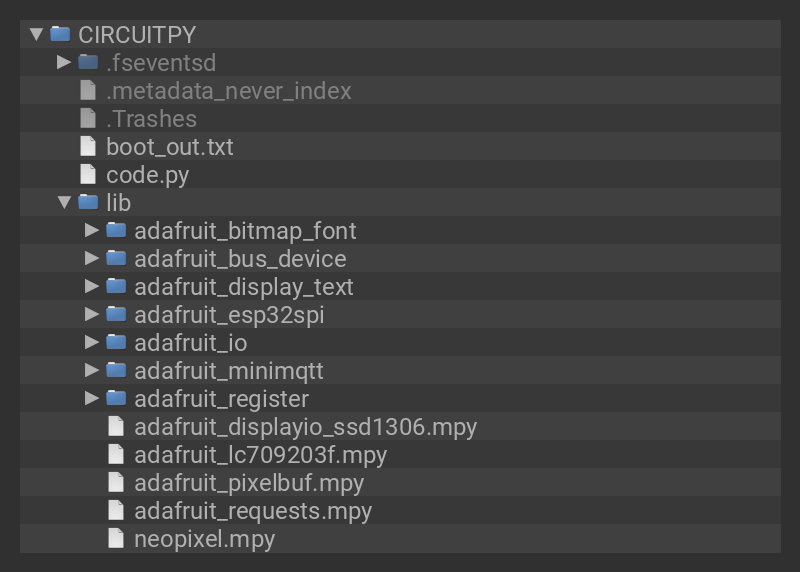 CIRCUITPY
.fseventsd
.metadata_never_index
.Trashes
boot_out.txt
code.py
lib
adafruit_bitmap_font
adafruit_bus_device
adafruit_display_text
adafruit_esp32spi
adafruit_io
adafruit_minimqtt
adafruit_register
adafruit_displayio_ssd1306.mpy
adafruit_lc709203f.mpy
adafruit_pixelbuf.mpy
adafruit_requests.mpy
neopixel.mpy